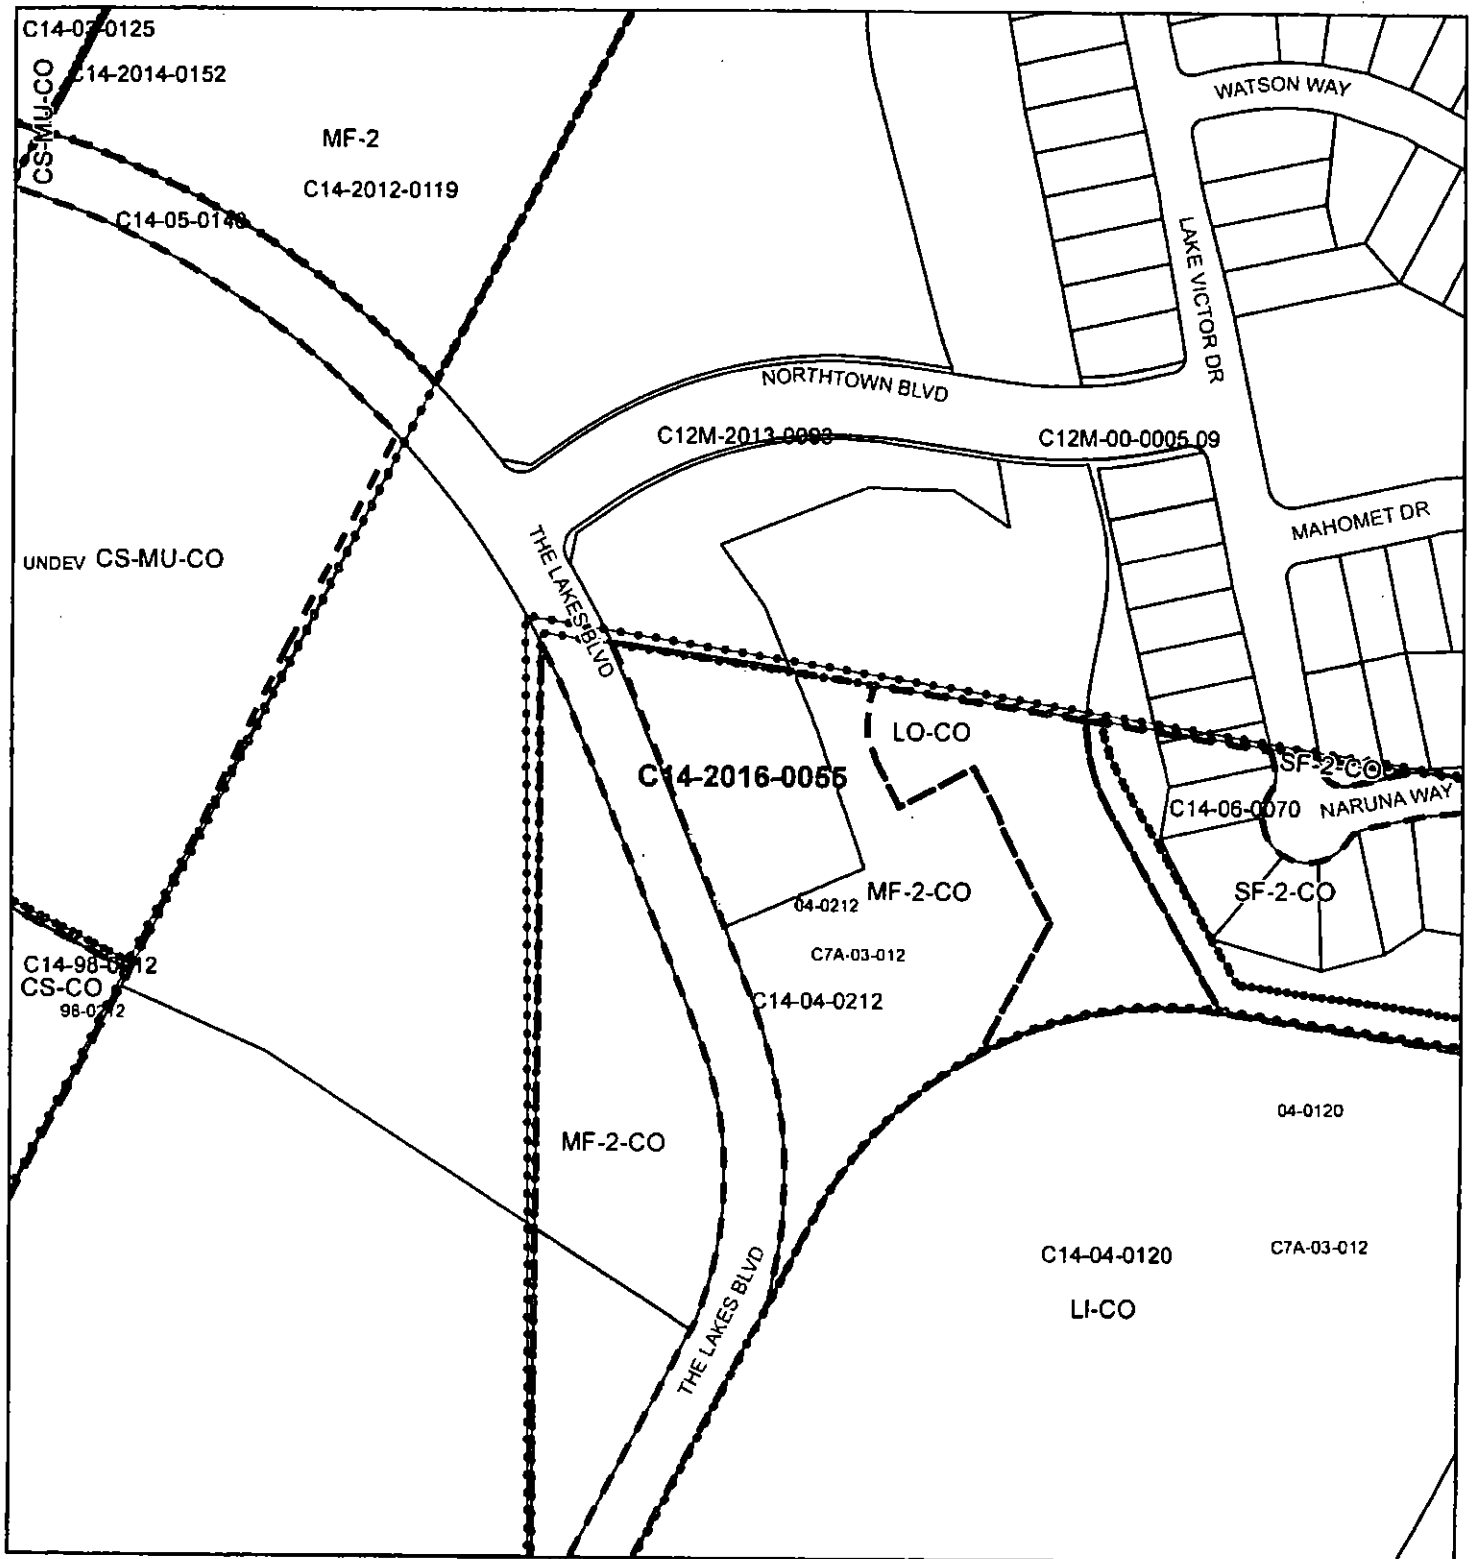 C14-03-0125
C14-2014-0152
CS-MU-CO
MF-2
C14-2012-0119
WATSON WAY
C14-05-0140
LAKE VICTOR DR
NORTHTOWN BLVD
C12M-2013-0093
C12M-00-0005.09
MAHOMET DR
UNDEV CS-MU-CO
THE LAKES BLVD
LO-CO
C14-2016-0055
SF-2-CO
C14-06-0070
NARUNA WAY
MF-2-CO
SF-2-CO
04-0212
C7A-03-012
C14-98-0212
CS-CO
98-0212
C14-04-0212
04-0120
MF-2-CO
C14-04-0120
C7A-03-012
LI-CO
THE LAKES BLVD